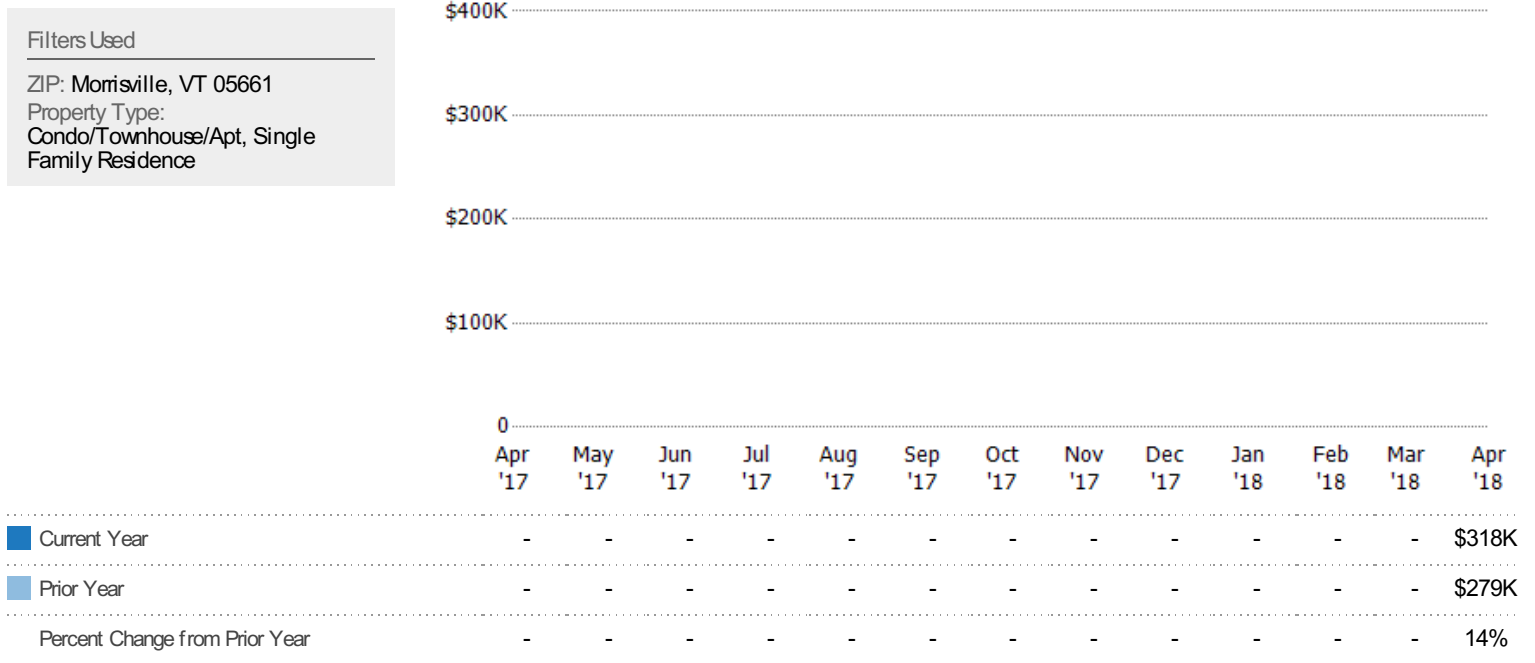 Filters Used
ZIP: Morrisville, VT 05661
Property Type:
Condo/Townhouse/Apt, Single
Family Residence
$400K
$300K
$200K
$100K
0
Apr May Jun Jul Aug Sep Oct Nov Dec Jan Feb Mar Apr
'17 '17 '17 '17 '17 '17 '17 '17 '17 '18 '18 '18 '18
Current Year - - - - - - - - - - - - $318K
Prior Year - - - - - - - - - - - - $279K
Percent Change from Prior Year - - - - - - - - - - - - 14%